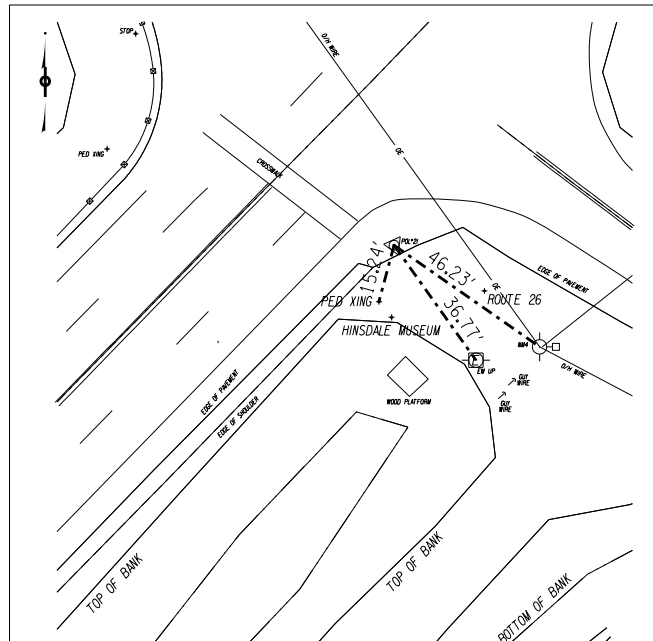 STOP
O/H WIRE
PED XING
CROSSWALK
OE
POL*21
15.24'
46.23'
36.77'
EDGE OF PAVEMENT
OE
ROUTE 26
PED XING
HINSDALE MUSEUM
O/H WIRE
EM UP
GUY
WIRE
GUY
WIRE
WOOD PLATFORM
EDGE OF PAVEMENT
EDGE OF SHOULDER
TOP OF BANK
TOP OF BANK
BOTTOM OF BANK